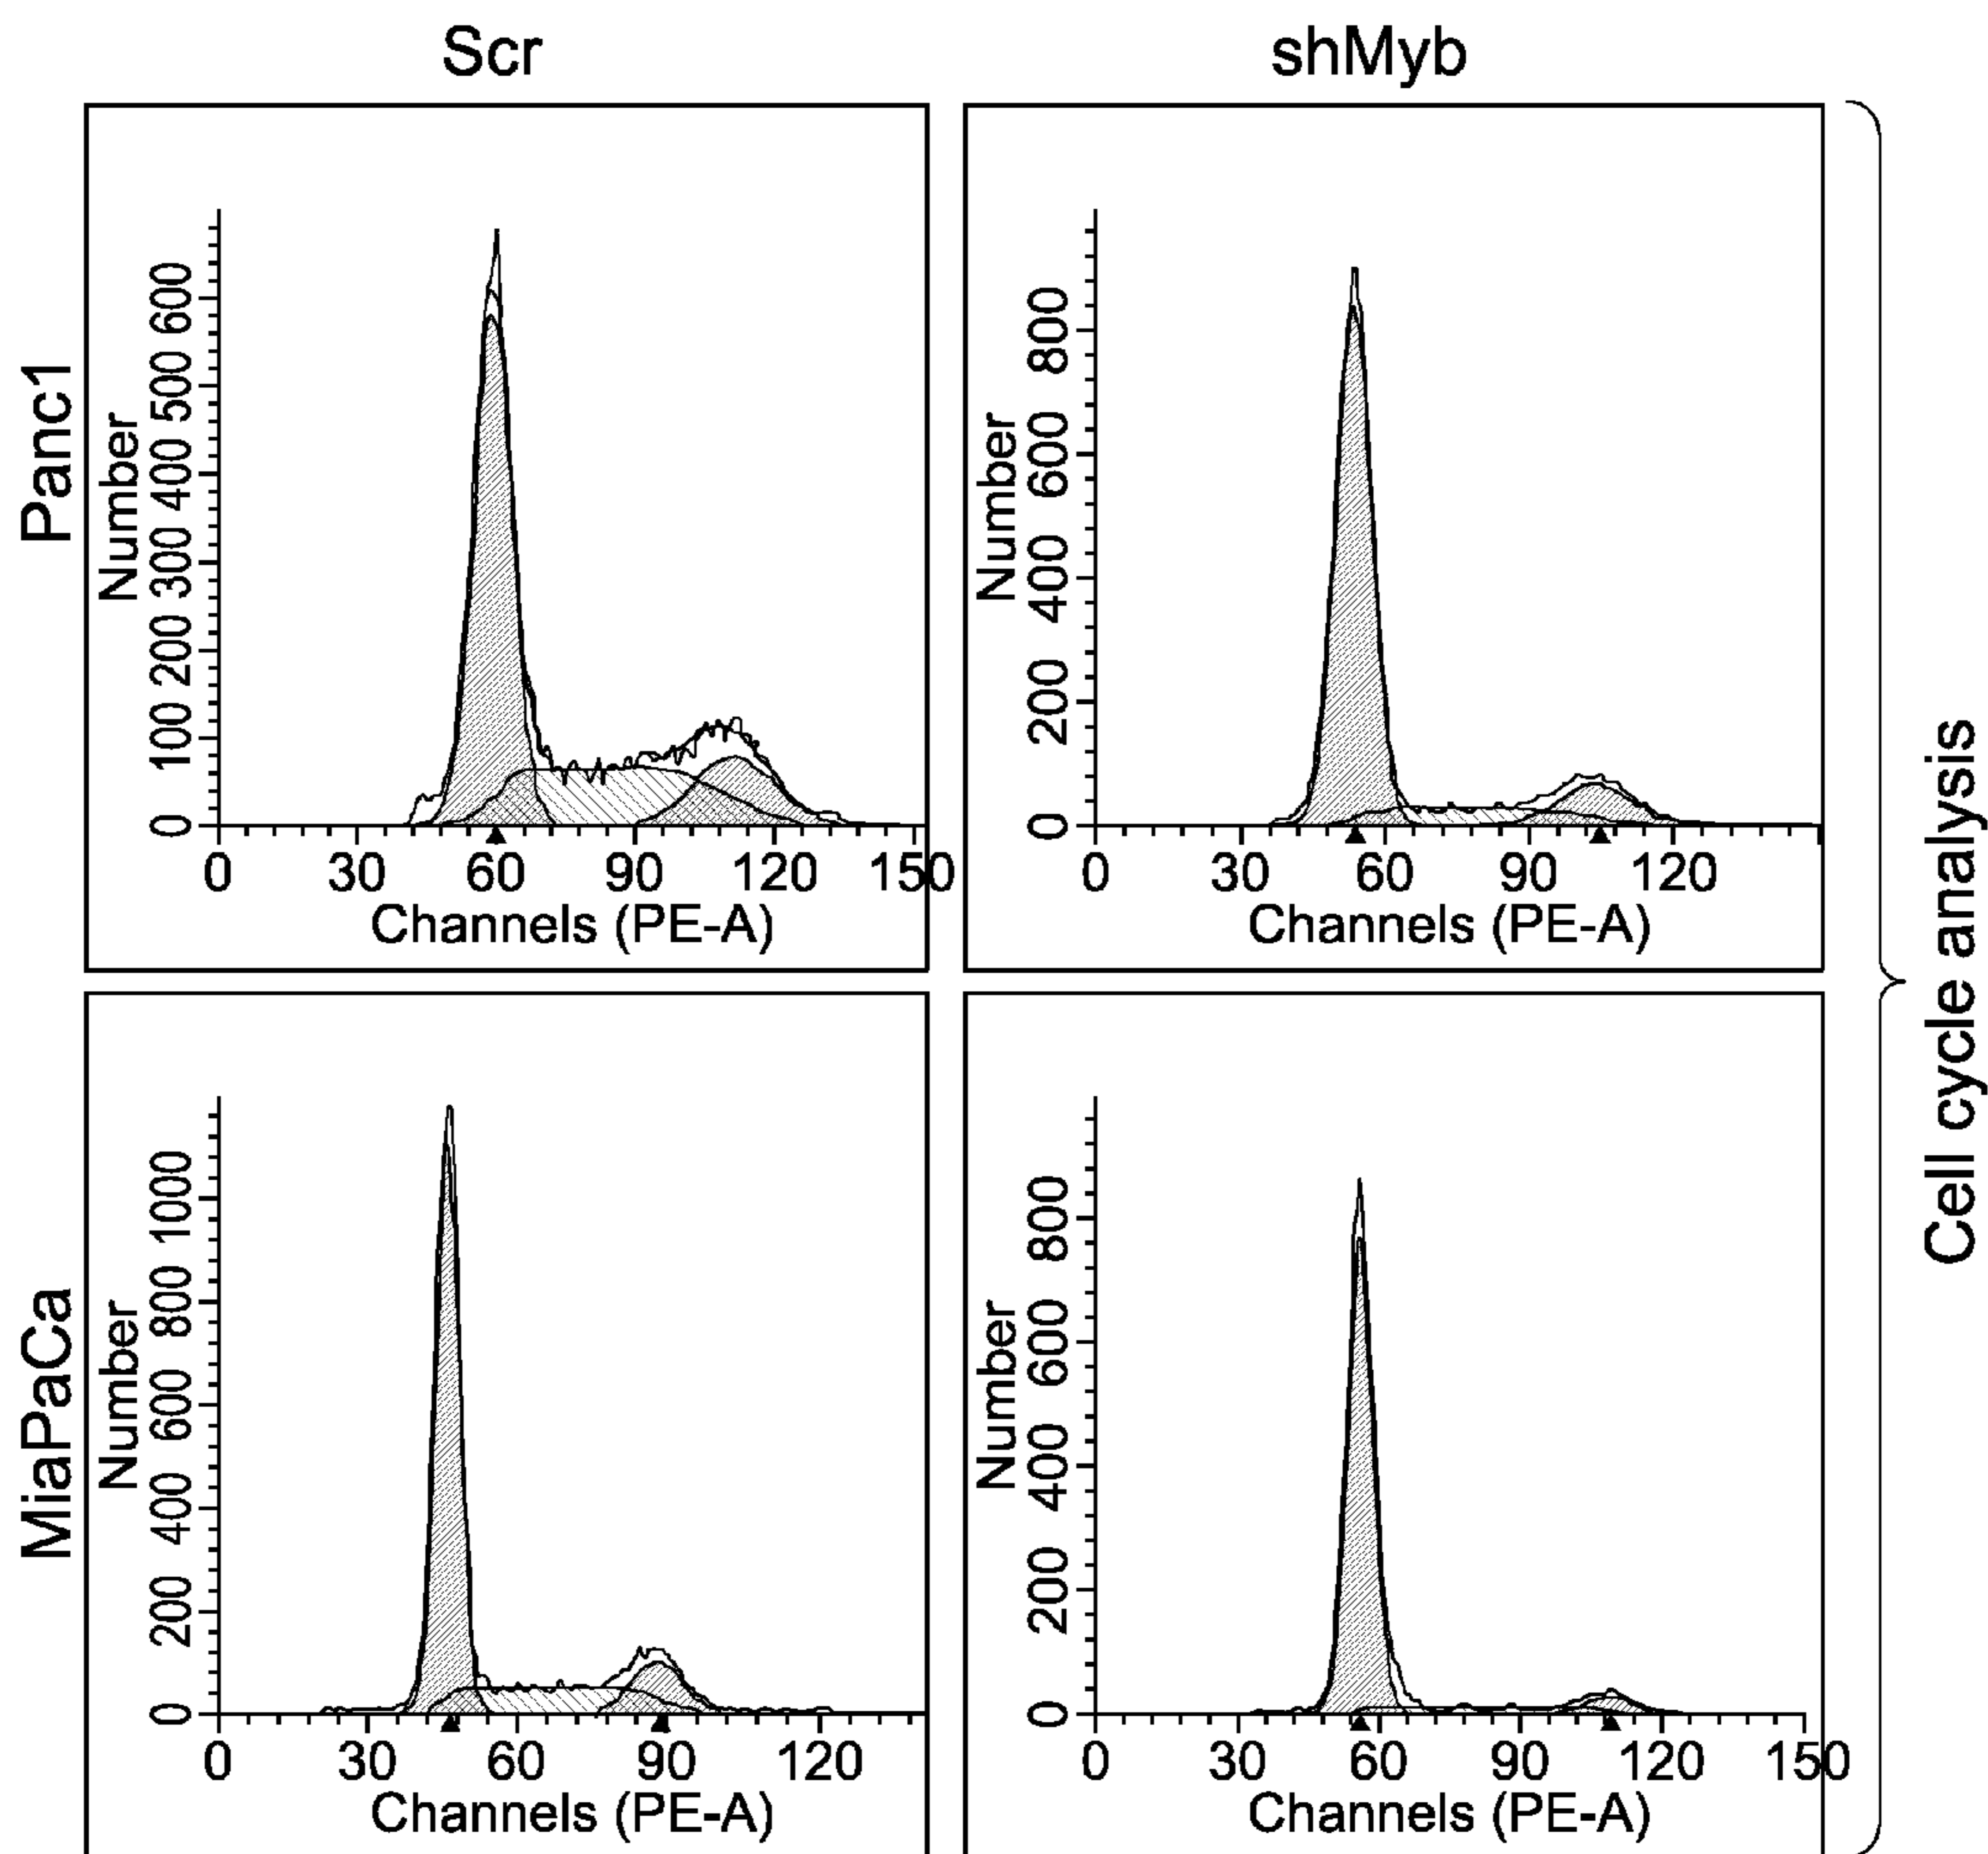 Scr
shMyb
Panc1
Number
0 100 200 300 400 500 600
0 30 60 90 120 150
Channels (PE-A)
Number
0 200 400 600 800
0 30 60 90 120
Channels (PE-A)
MiaPaCa
Number
0 200 400 600 800 1000
0 30 60 90 120
Channels (PE-A)
Number
0 200 400 600 800
0 30 60 90 120 150
Channels (PE-A)
Cell cycle analysis